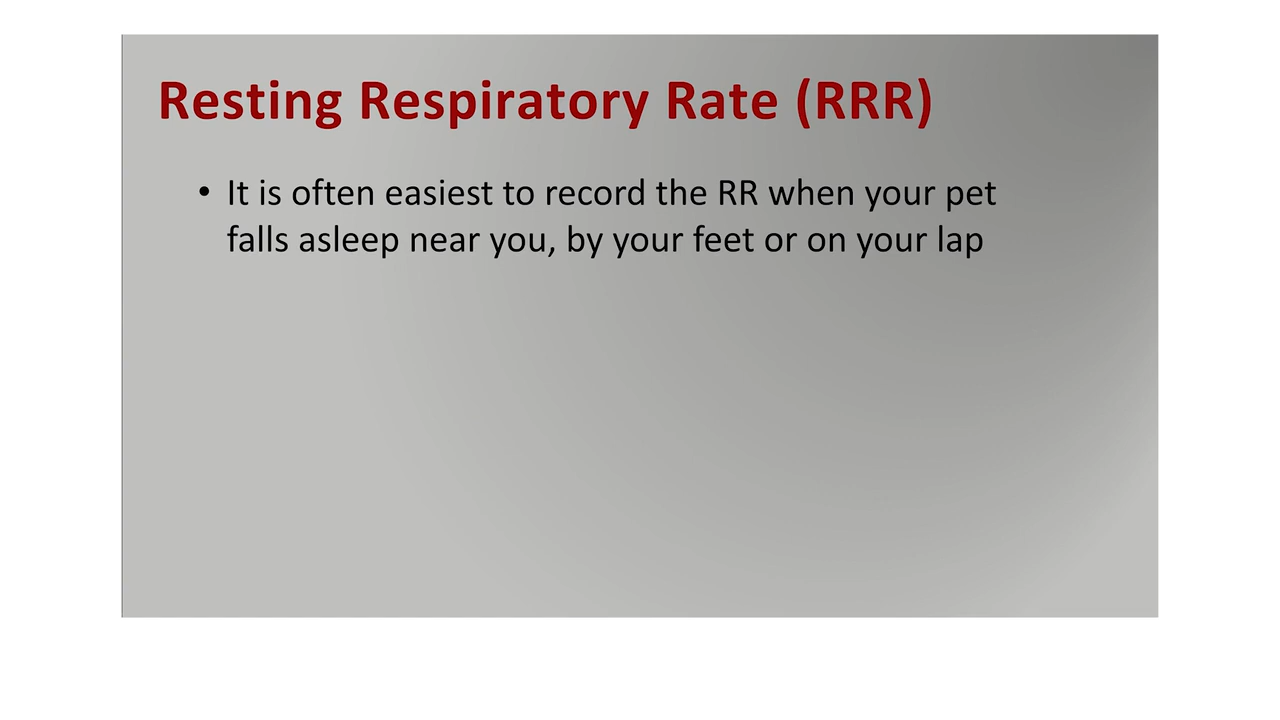 Resting Respiratory Rate (RRR)
• It is often easiest to record the RR when your pet
falls asleep near you, by your feet or on your lap